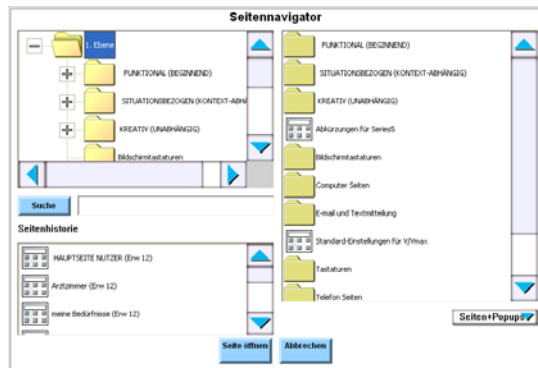 Seitennavigator
1. Ebene
FUNKTIONAL (BEGINNEND)
SITUATIONSBEZOGEN (KONTEXT-ABHÄ
KREATIV (UNABHÄNGIG)
Bildschirmtastaturen
Suche
Seitenhistorie
HAUPTSEITE NUTZER (Erw 12)
Arztzimmer (Erw 12)
meine Bedürfnisse (Erw 12)
FUNKTIONAL (BEGINNEND)
SITUATIONSBEZOGEN (KONTEXT-ABHÄNGIG)
KREATIV (UNABHÄNGIG)
Abkürzungen für Series5
Bildschirmtastaturen
Computer Seiten
E-mail und Textmitteilung
Standard-Einstellungen für V/Vmax
Tastaturen
Telefon Seiten
Seiten+Popups
Seite öffnen
Abbrechen